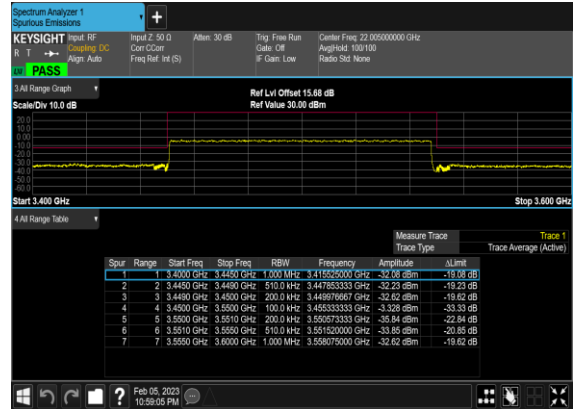 Spectrum Analyzer 1
Spurious Emissions
KEYSIGHT Input: RF Input Z: 50 Ω Atten: 30 dB Trig: Free Run Center Freq: 22.005000000 GHz
R T Coupling: DC Corr CCorr Gate: Off Avg|Hold: 100/100
Align: Auto Freq Ref: Int (S) IF Gain: Low Radio Std: None
PASS
3 All Range Graph
Ref Lvl Offset 15.68 dB
Scale/Div 10.0 dB Ref Value 30.00 dBm
20.0
10.0
0.00
-10.0
-20.0
-30.0
-40.0
-50.0
-60.0
Start 3.400 GHz Stop 3.600 GHz
4 All Range Table
Measure Trace Trace 1
Trace Type Trace Average (Active)
Spur Range Start Freq Stop Freq RBW Frequency Amplitude ΔLimit
1 1 3.4000 GHz 3.4450 GHz 1.000 MHz 3.415525000 GHz -32.08 dBm -19.08 dB
2 2 3.4450 GHz 3.4490 GHz 510.0 kHz 3.447853333 GHz -32.23 dBm -19.23 dB
3 3 3.4490 GHz 3.4500 GHz 200.0 kHz 3.449976667 GHz -32.62 dBm -19.62 dB
4 4 3.4500 GHz 3.5500 GHz 100.0 kHz 3.455333333 GHz -3.328 dBm -33.33 dB
5 5 3.5500 GHz 3.5510 GHz 200.0 kHz 3.550573333 GHz -35.84 dBm -22.84 dB
6 6 3.5510 GHz 3.5550 GHz 510.0 kHz 3.551520000 GHz -33.85 dBm -20.85 dB
7 7 3.5550 GHz 3.6000 GHz 1.000 MHz 3.558075000 GHz -32.62 dBm -19.62 dB
Feb 05, 2023
10:59:05 PM